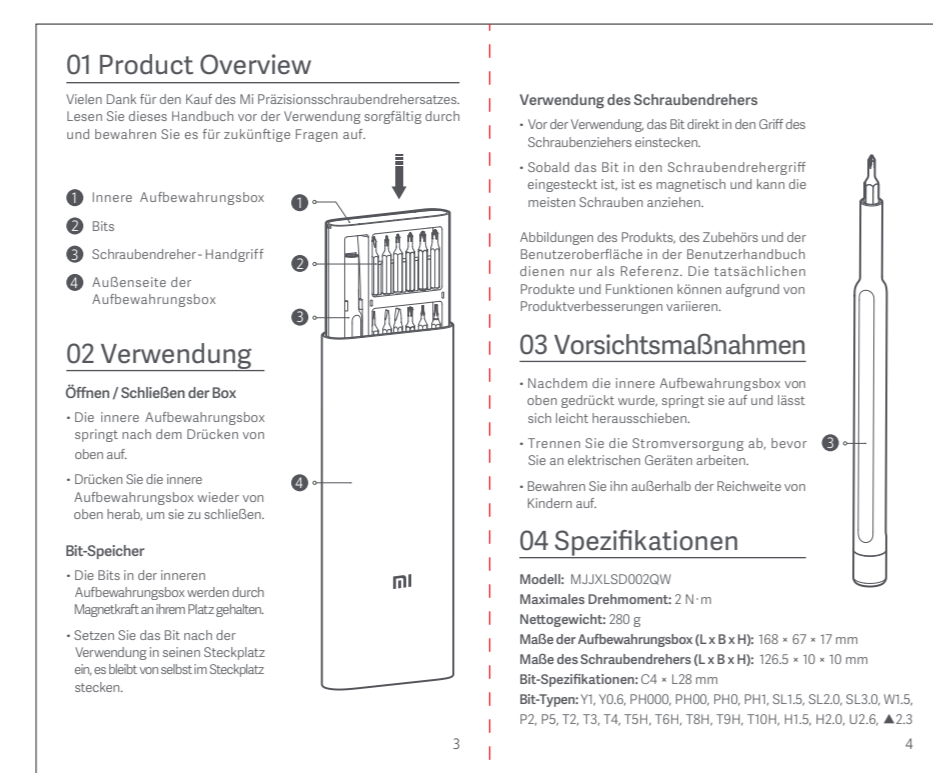 01 Product Overview
Vielen Dank für den Kauf des Mi Präzisionsschraubendrehersatzes.
Lesen Sie dieses Handbuch vor der Verwendung sorgfältig durch
und bewahren Sie es für zukünftige Fragen auf.
1 Innere Aufbewahrungsbox
2 Bits
3 Schraubendreher-Handgriff
4 Außenseite der
Aufbewahrungsbox
1
2
3
4
mi
02 Verwendung
Öffnen / Schließen der Box
• Die innere Aufbewahrungsbox
springt nach dem Drücken von
oben auf.
• Drücken Sie die innere
Aufbewahrungsbox wieder von
oben herab, um sie zu schließen.
Bit-Speicher
• Die Bits in der inneren
Aufbewahrungsbox werden durch
Magnetkraft an ihrem Platz gehalten.
• Setzen Sie das Bit nach der
Verwendung in seinen Steckplatz
ein, es bleibt von selbst im Steckplatz
stecken.
3
Verwendung des Schraubendrehers
• Vor der Verwendung, das Bit direkt in den Griff des
Schraubenziehers einstecken.
• Sobald das Bit in den Schraubendrehergriff
eingesteckt ist, ist es magnetisch und kann die
meisten Schrauben anziehen.
Abbildungen des Produkts, des Zubehörs und der
Benutzeroberfläche in der Benutzerhandbuch
dienen nur als Referenz. Die tatsächlichen
Produkte und Funktionen können aufgrund von
Produktverbesserungen variieren.
03 Vorsichtsmaßnahmen
• Nachdem die innere Aufbewahrungsbox von
oben gedrückt wurde, springt sie auf und lässt
sich leicht herausschieben.
• Trennen Sie die Stromversorgung ab, bevor
Sie an elektrischen Geräten arbeiten.
• Bewahren Sie ihn außerhalb der Reichweite von
Kindern auf.
3
04 Spezifikationen
Modell: MJJXLSD002QW
Maximales Drehmoment: 2 N·m
Nettogewicht: 280 g
Maße der Aufbewahrungsbox (L x B x H): 168 × 67 × 17 mm
Maße des Schraubendrehers (L x B x H): 126.5 × 10 × 10 mm
Bit-Spezifikationen: C4 × L28 mm
Bit-Typen: Y1, Y0.6, PH000, PH00, PH0, PH1, SL1.5, SL2.0, SL3.0, W1.5,
P2, P5, T2, T3, T4, T5H, T6H, T8H, T9H, T10H, H1.5, H2.0, U2.6, ▲2.3
4